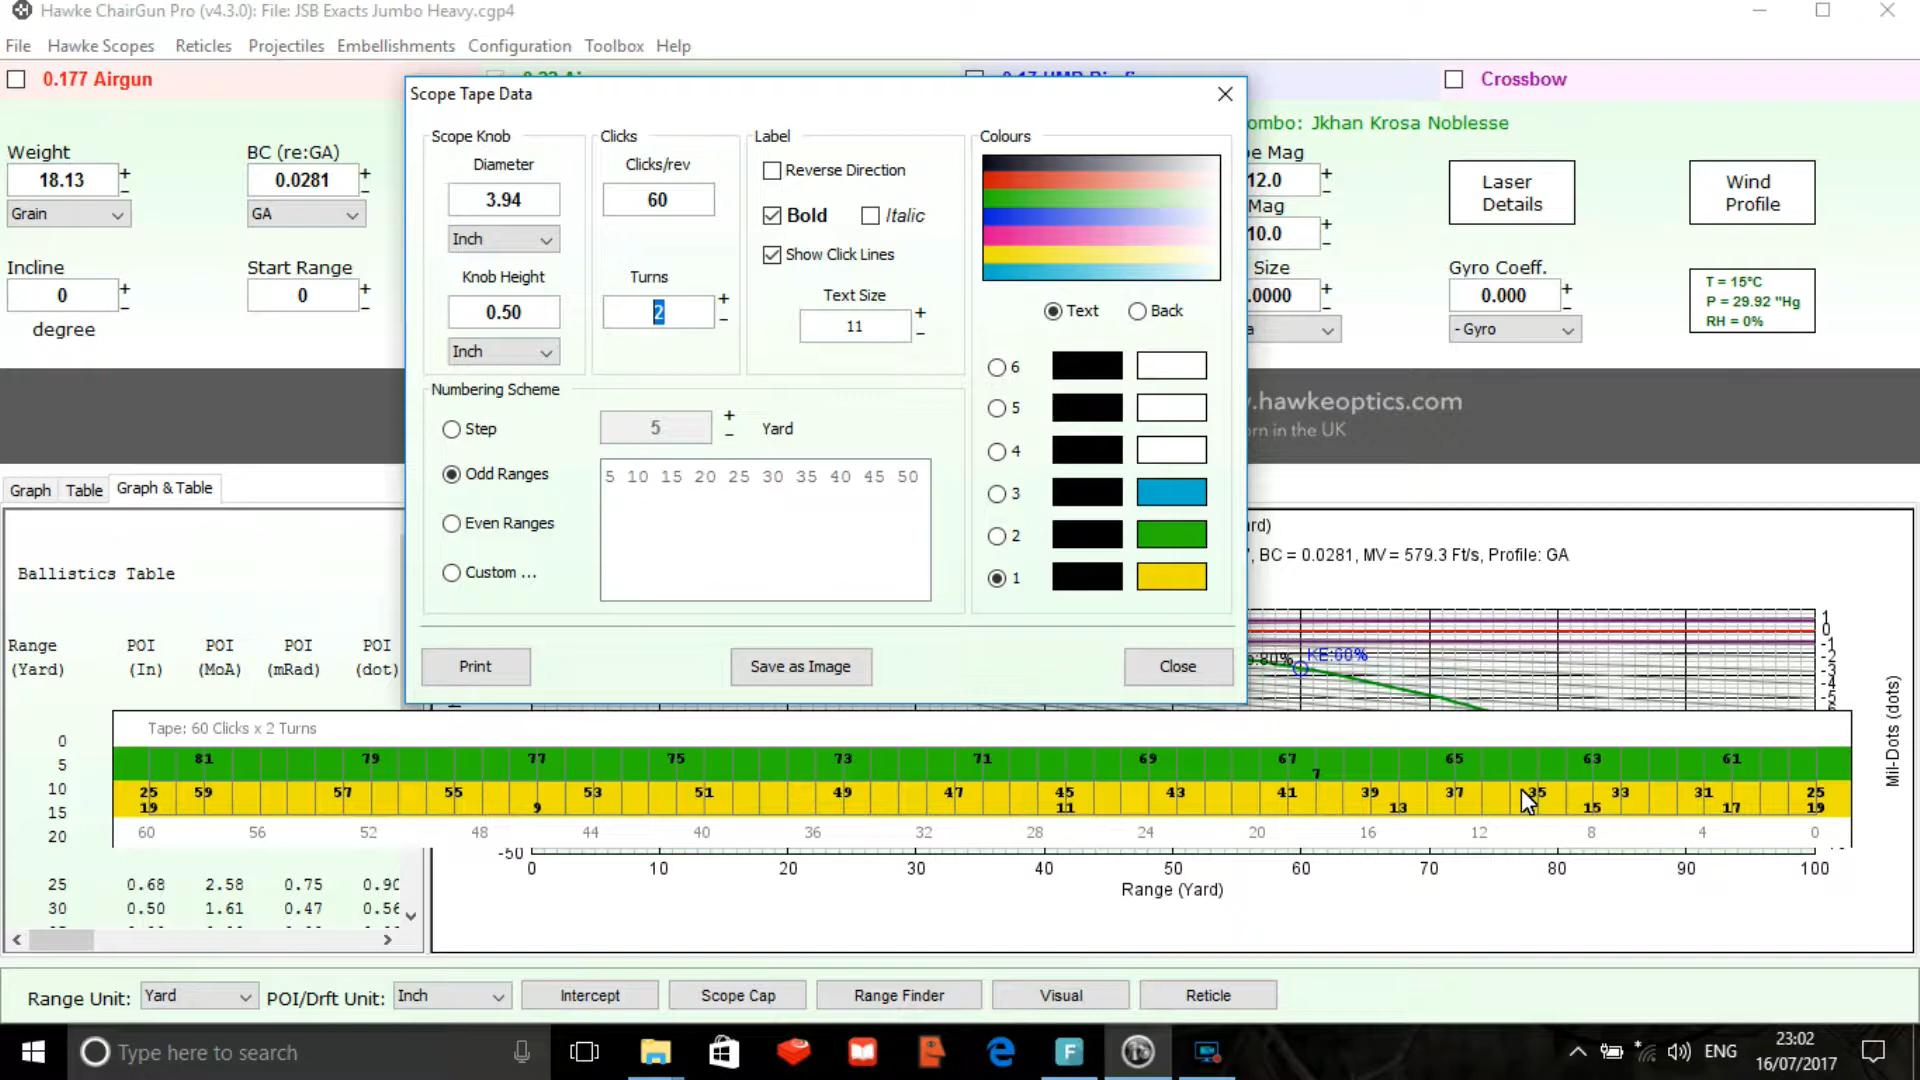 Hawke ChairGun Pro (v4.3.0): File: JSB Exacts Jumbo Heavy.cgp4
File Hawke Scopes Reticles Projectiles Embellishments Configuration Toolbox Help
0.177 Airgun
Crossbow
Scope Tape Data
Scope Knob
Diameter
3.94
Inch
Knob Height
0.50
Inch
Clicks
Clicks/rev
60
Turns
2
+
-
Label
Reverse Direction
Bold
Italic
Show Click Lines
Text Size
11
+
-
Colours
Text
Back
6
5
4
3
2
1
Numbering Scheme
Step
5
+
-
Yard
Odd Ranges
5 10 15 20 25 30 35 40 45 50
Even Ranges
Custom ...
Print
Save as Image
Close
Weight
18.13
+
-
Grain
BC (re:GA)
0.0281
+
-
GA
Incline
0
+
-
degree
Start Range
0
+
-
ombo: Jkhan Krosa Noblesse
e Mag
12.0
+
-
Mag
10.0
+
-
Size
.0000
+
-
a
Laser Details
Wind Profile
Gyro Coeff.
0.000
+
-
- Gyro
T = 15°C
P = 29.92 "Hg
RH = 0%
.hawkeoptics.com
rn in the UK
Graph Table Graph & Table
Ballistics Table
Range POI POI POI POI
(Yard) (In) (MoA) (mRad) (dot)
0
5
10
15
20
25 0.68 2.58 0.75 0.90
30 0.50 1.61 0.47 0.56
rd)
, BC = 0.0281, MV = 579.3 Ft/s, Profile: GA
:80%
KE:60%
1
0
-1
-2
-3
-4
-5
Mil-Dots (dots)
Tape: 60 Clicks x 2 Turns
81 79 77 75 73 71 69 67 65 63 61
7
25 59 57 55 53 51 49 47 45 43 41 39 37 35 33 31 25
19 9 11 13 15 17 19
60 56 52 48 44 40 36 32 28 24 20 16 12 8 4 0
-50
0 10 20 30 40 50 60 70 80 90 100
Range (Yard)
Range Unit: Yard POI/Drft Unit: Inch Intercept Scope Cap Range Finder Visual Reticle
Type here to search
F
ENG
23:02
16/07/2017